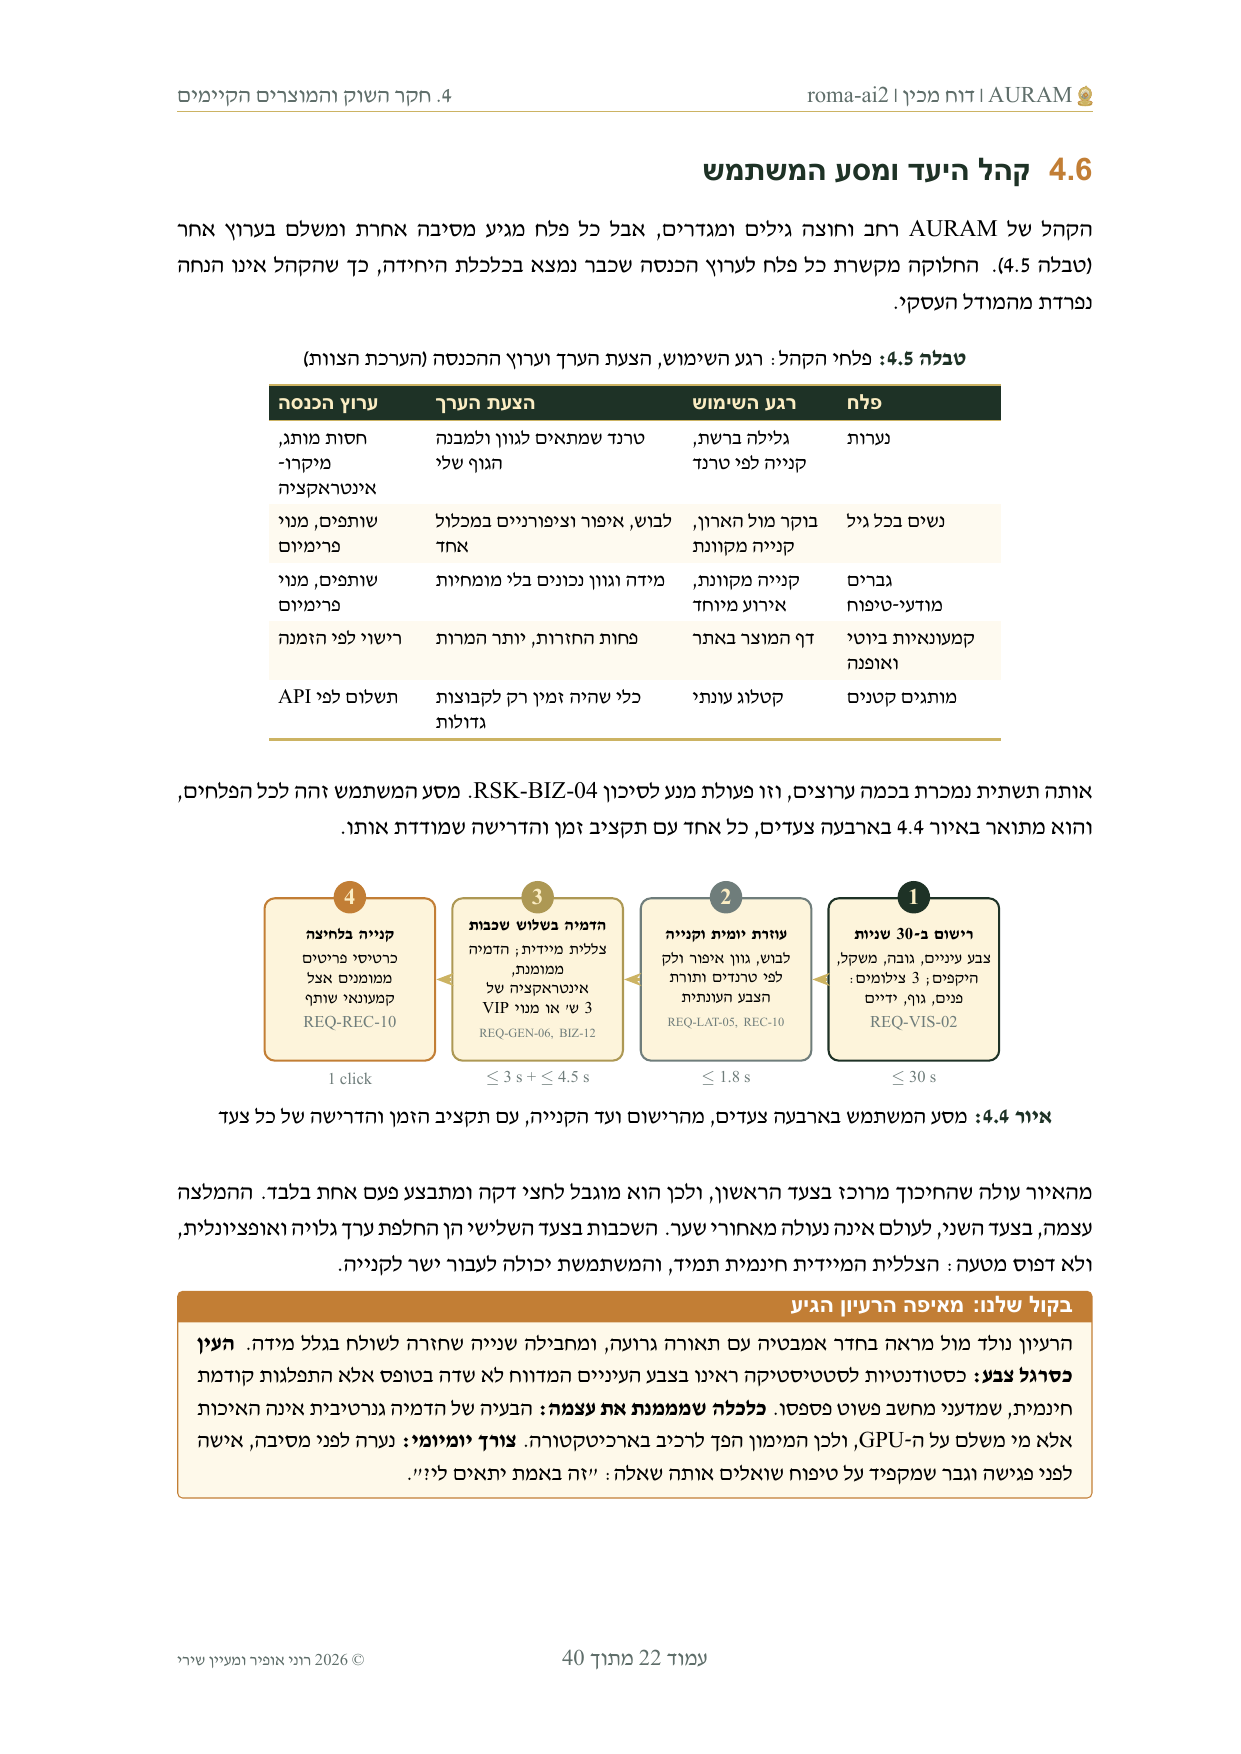 AURAM | דוח מכין | roma-ai2
4. חקר השוק והמוצרים הקיימים
4.6 קהל היעד ומסע המשתמש
הקהל של AURAM רחב וחוצה גילים ומגדרים, אבל כל פלח מגיע מסיבה אחרת ומשלם בערוץ אחר
(טבלה 4.5). החלוקה מקשרת כל פלח לערוץ הכנסה שכבר נמצא בכלכלת היחידה, כך שהקהל אינו הנחה
נפרדת מהמודל העסקי.
טבלה 4.5: פלחי הקהל: רגע השימוש, הצעת הערך וערוץ ההכנסה (הערכת הצוות)
פלח רגע השימוש הצעת הערך ערוץ הכנסה
נערות גלילה ברשת, טרנד שמתאים לגוון ולמבנה חסות מותג,
קנייה לפי טרנד הגוף שלי מיקרו-
אינטראקציה
נשים בכל גיל בוקר מול הארון, לבוש, איפור וציפורניים במכלול שותפים, מנוי
קנייה מקוונת אחד פרימיום
גברים קנייה מקוונת, מידה וגוון נכונים בלי מומחיות שותפים, מנוי
מודעי-טיפוח אירוע מיוחד פרימיום
קמעונאיות ביוטי דף המוצר באתר פחות החזרות, יותר המרות רישוי לפי הזמנה
ואופנה
מותגים קטנים קטלוג עונתי כלי שהיה זמין רק לקבוצות תשלום לפי API
גדולות
אותה תשתית נמכרת בכמה ערוצים, וזו פעולת מנע לסיכון RSK-BIZ-04. מסע המשתמש זהה לכל הפלחים,
והוא מתואר באיור 4.4 בארבעה צעדים, כל אחד עם תקציב זמן והדרישה שמודדת אותו.
1
רישום ב-30 שניות
צבע עיניים, גובה, משקל,
היקפים; 3 צילומים:
פנים, גוף, ידיים
REQ-VIS-02
≤ 30 s
2
עוזרת יומית וקנייה
לבוש, גוון איפור ולק
לפי טרנדים ותורת
הצבע העונתית
REQ-LAT-05, REC-10
≤ 1.8 s
3
הדמיה בשלוש שכבות
צללית מיידית; הדמיה
ממומנת,
אינטראקציה של
3 ש׳ או מנוי VIP
REQ-GEN-06, BIZ-12
≤ 3 s + ≤ 4.5 s
4
קנייה בלחיצה
כרטיסי פריטים
ממומנים אצל
קמעונאי שותף
REQ-REC-10
1 click
איור 4.4: מסע המשתמש בארבעה צעדים, מהרישום ועד הקנייה, עם תקציב הזמן והדרישה של כל צעד
מהאיור עולה שהחיכוך מרוכז בצעד הראשון, ולכן הוא מוגבל לחצי דקה ומתבצע פעם אחת בלבד. ההמלצה
עצמה, בצעד השני, לעולם אינה נעולה מאחורי שער. השכבות בצעד השלישי הן החלפת ערך גלויה ואופציונלית,
ולא דפוס מטעה: הצללית המיידית חינמית תמיד, והמשתמשת יכולה לעבור ישר לקנייה.
בקול שלנו: מאיפה הרעיון הגיע
הרעיון נולד מול מראה בחדר אמבטיה עם תאורה גרועה, ומחבילה שנייה שחזרה לשולח בגלל מידה. העין
כסרגל צבע: כסטודנטיות לסטטיסטיקה ראינו בצבע העיניים המדווח לא שדה בטופס אלא התפלגות קודמת
חינמית, שמדעני מחשב פשוט פספסו. כלכלה שמממנת את עצמה: הבעיה של הדמיה גנרטיבית אינה האיכות
אלא מי משלם על ה-GPU, ולכן המימון הפך לרכיב בארכיטקטורה. צורך יומיומי: נערה לפני מסיבה, אישה
לפני פגישה וגבר שמקפיד על טיפוח שואלים אותה שאלה: ״זה באמת יתאים לי?״.
עמוד 22 מתוך 40
© 2026 רוני אופיר ומעיין שירי